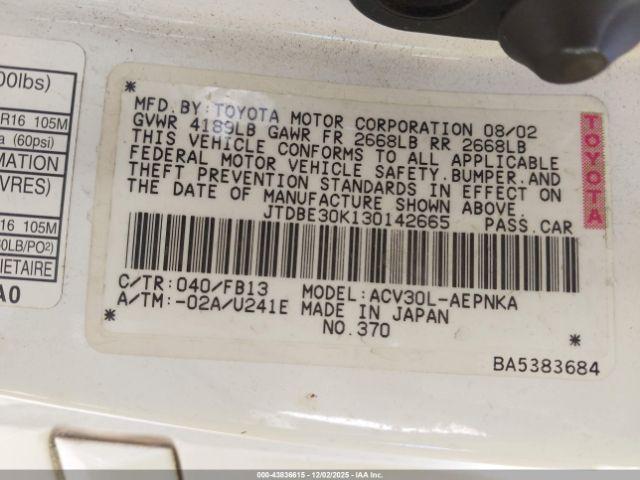 00lbs)
R16 105M
a (60psi)
MATION
VRES)
16 105M
60LB/PO²)
IETAIRE
A0
MFD.BY:TOYOTA MOTOR CORPORATION 08/02
GVWR 4189LB GAWR FR 2668LB RR 2668LB
THIS VEHICLE CONFORMS TO ALL APPLICABLE
FEDERAL MOTOR VEHICLE SAFETY.BUMPER.AND
THEFT PREVENTION STANDARDS IN EFFECT ON
THE DATE OF MANUFACTURE SHOWN ABOVE.
JTDBE30K130142665 PASS.CAR
TOYOTA
C/TR:040/FB13 MODEL:ACV30L-AEPNKA
A/TM:-02A/U241E MADE IN JAPAN
NO.370
BA5383684
000-43836615 - 12/02/2025 - IAA Inc.